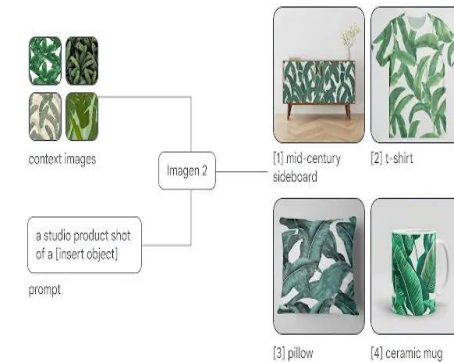 context images
Imagen 2
a studio product shot
of a [insert object]
prompt
[1] mid-century
sideboard
[2] t-shirt
[3] pillow
[4] ceramic mug